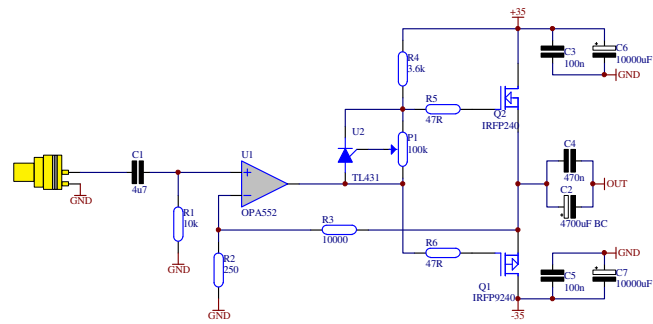 +35
R4
3.6k
C3
100n
C6
10000uF
GND
R5
47R
Q2
IRFP240
U2
P1
100k
TL431
C1
4u7
U1
OPA552
C4
470n
OUT
C2
4700uF BC
GND
R1
10k
R3
10000
GND
R2
250
R6
47R
GND
Q1
IRFP9240
C5
100n
C7
10000uF
GND
-35